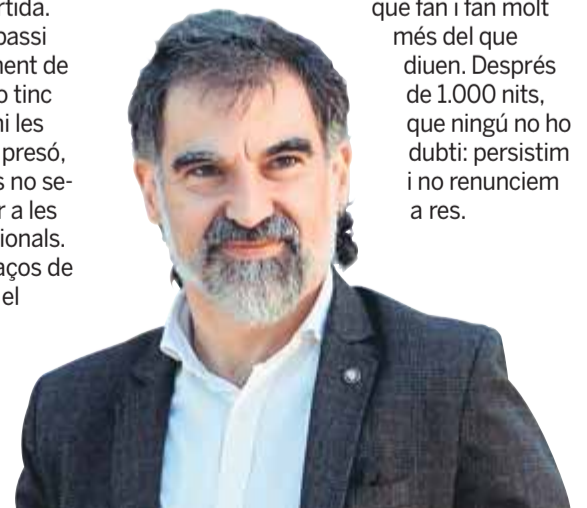 rtida.
passi
ment de
o tinc
ni les
presó,
s no se-
r a les
ionals.
aços de
el
que fan i fan molt
més del que
diuen. Després
de 1.000 nits,
que ningú no ho
dubti: persistim
i no renunciem
a res.